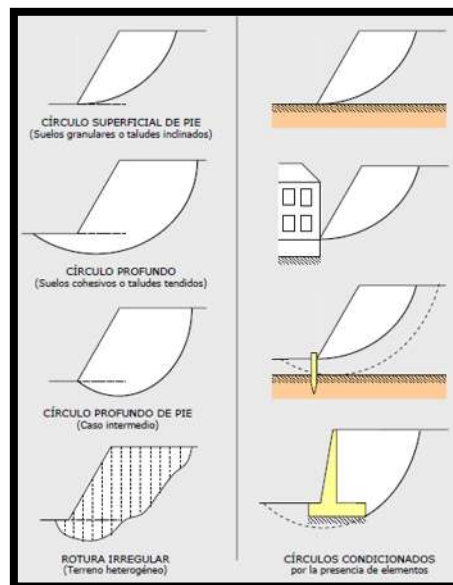 CÍRCULO SUPERFICIAL DE PIE
(Suelos granulares o taludes inclinados)
CÍRCULO PROFUNDO
(Suelos cohesivos o taludes tendidos)
CÍRCULO PROFUNDO DE PIE
(Caso intermedio)
ROTURA IRREGULAR
(Terreno heterogéneo)
CÍRCULOS CONDICIONADOS
por la presencia de elementos